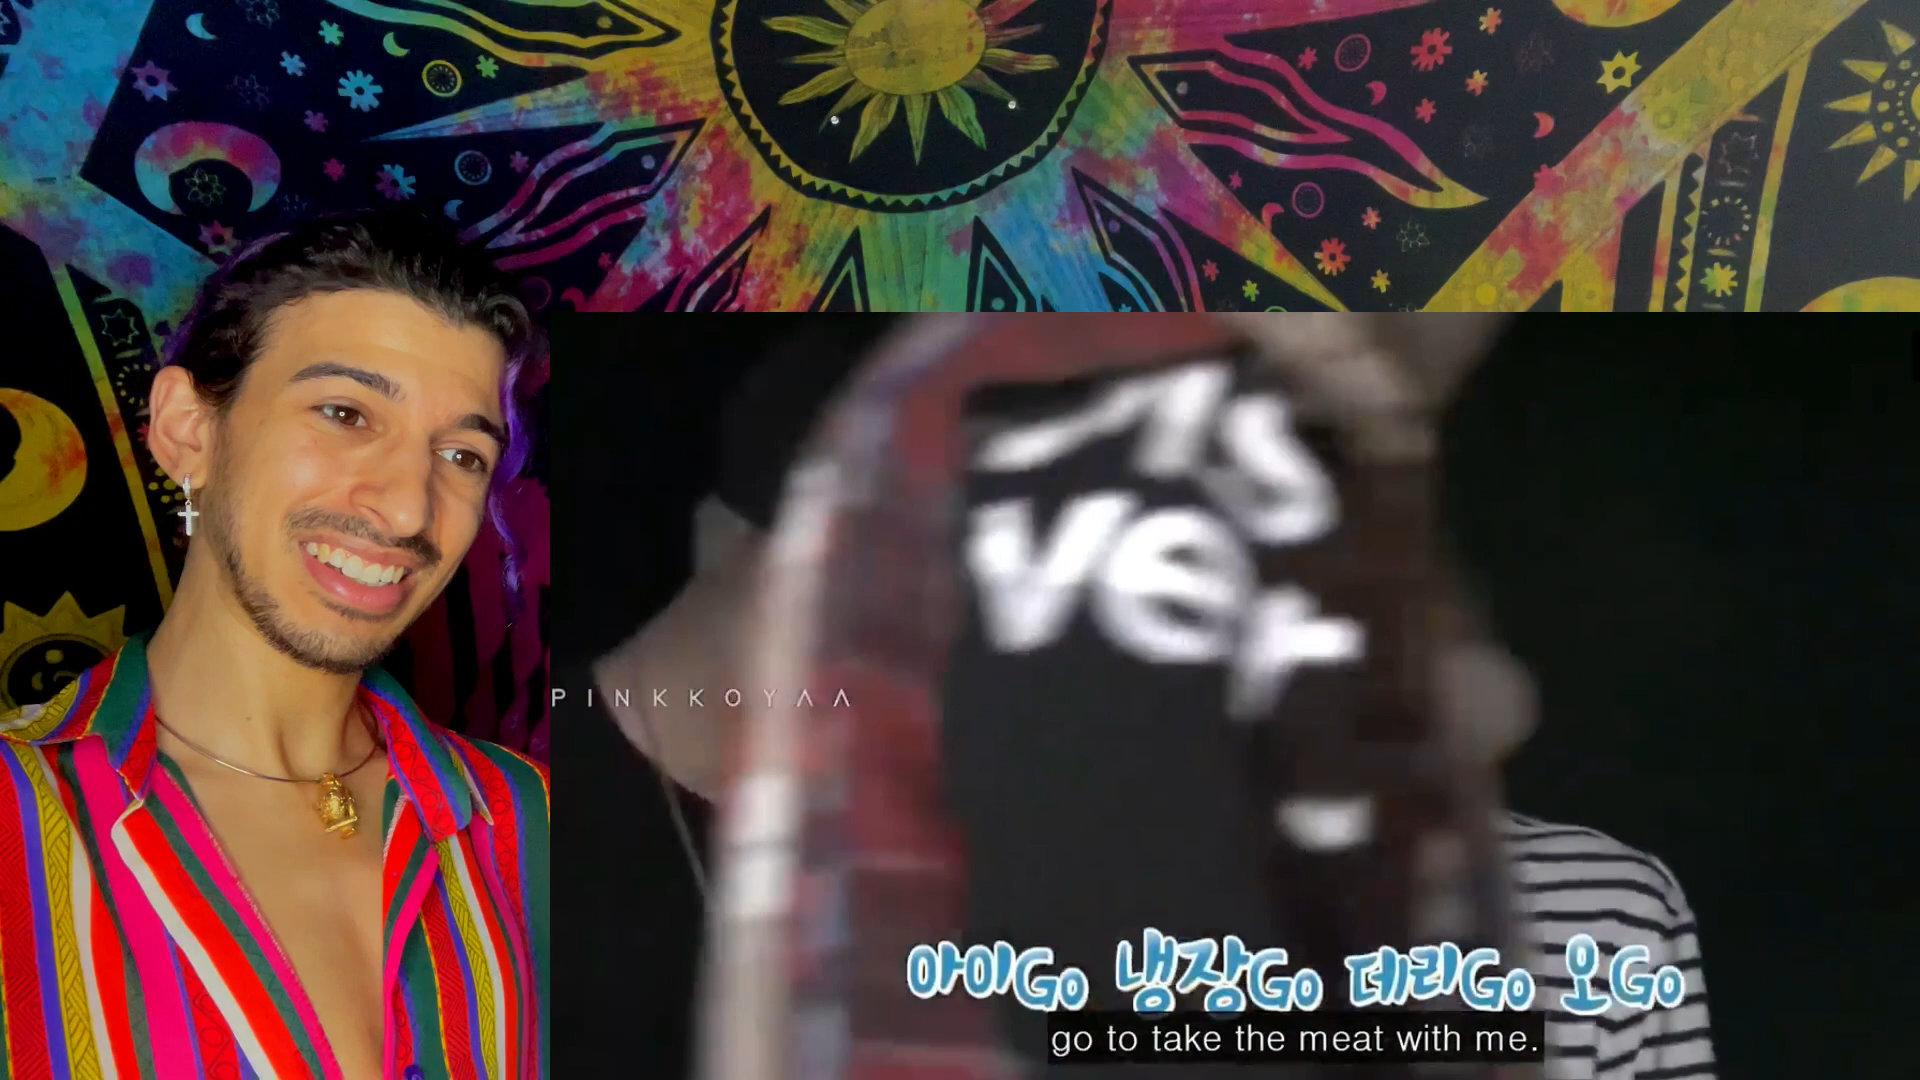 ver
PINKKOYAA
아이Go 냉장Go 데리Go 오Go
go to take the meat with me.